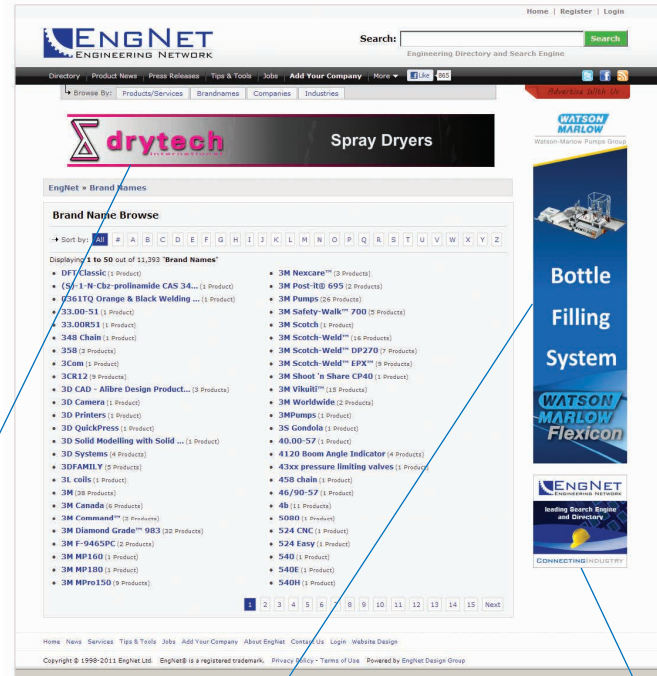 Home | Register | Login
ENGNET
ENGINEERING NETWORK
Search:
Search
Engineering Directory and Search Engine
Directory Product News Press Releases Tips & Tools Jobs Add Your Company More Like 865
Browse By: Products/Services Brandnames Companies Industries
Advertise With Us
drytech
international
Spray Dryers
WATSON
MARLOW
Watson-Marlow Pumps Group
EngNet » Brand Names
Brand Name Browse
Sort by: All # A B C D E F G H I J K L M N O P Q R S T U V W X Y Z
Displaying 1 to 50 out of 11,393 "Brand Names"
DFT Classic (1 Product)
(S)-1-N-Cbz-prolinamide CAS 34... (1 Product)
0361TQ Orange & Black Welding ... (1 Product)
33.00-51 (1 Product)
33.00R51 (1 Product)
348 Chain (1 Product)
358 (3 Products)
3Com (1 Product)
3CR12 (9 Products)
3D CAD - Alibre Design Product... (3 Products)
3D Camera (1 Product)
3D Printers (1 Product)
3D QuickPress (1 Product)
3D Solid Modelling with Solid ... (1 Product)
3D Systems (4 Products)
3DFAMILY (5 Products)
3L coils (1 Product)
3M (38 Products)
3M Canada (6 Products)
3M Command™ (3 Products)
3M Diamond Grade™ 983 (32 Products)
3M F-9465PC (2 Products)
3M MP160 (1 Product)
3M MP180 (1 Product)
3M MPro150 (9 Products)
3M Nexcare™ (3 Products)
3M Post-it® 695 (2 Products)
3M Pumps (26 Products)
3M Safety-Walk™ 700 (5 Products)
3M Scotch (1 Product)
3M Scotch-Weld™ (16 Products)
3M Scotch-Weld™ DP270 (7 Products)
3M Scotch-Weld™ EPX™ (9 Products)
3M Shoot 'n Share CP40 (1 Product)
3M Vikuiti™ (15 Products)
3M Worldwide (2 Products)
3MPumps (1 Product)
3S Gondola (1 Product)
40.00-57 (1 Product)
4120 Boom Angle Indicator (4 Products)
43xx pressure limiting valves (1 Product)
458 chain (1 Product)
46/90-57 (1 Product)
4b (11 Products)
5080 (1 Product)
524 CNC (1 Product)
524 Easy (1 Product)
540 (1 Product)
540E (1 Product)
540H (1 Product)
1 2 3 4 5 6 7 8 9 10 11 12 13 14 15 Next
Bottle
Filling
System
WATSON
MARLOW
Flexicon
ENGNET
ENGINEERING NETWORK
leading Search Engine
and Directory
CONNECTINGINDUSTRY
Home News Services Tips & Tools Jobs Add Your Company About EngNet Contact Us Login Website Design
Copyright © 1998-2011 EngNet Ltd. EngNet® is a registered trademark. Privacy Policy - Terms of Use Powered by EngNet Design Group